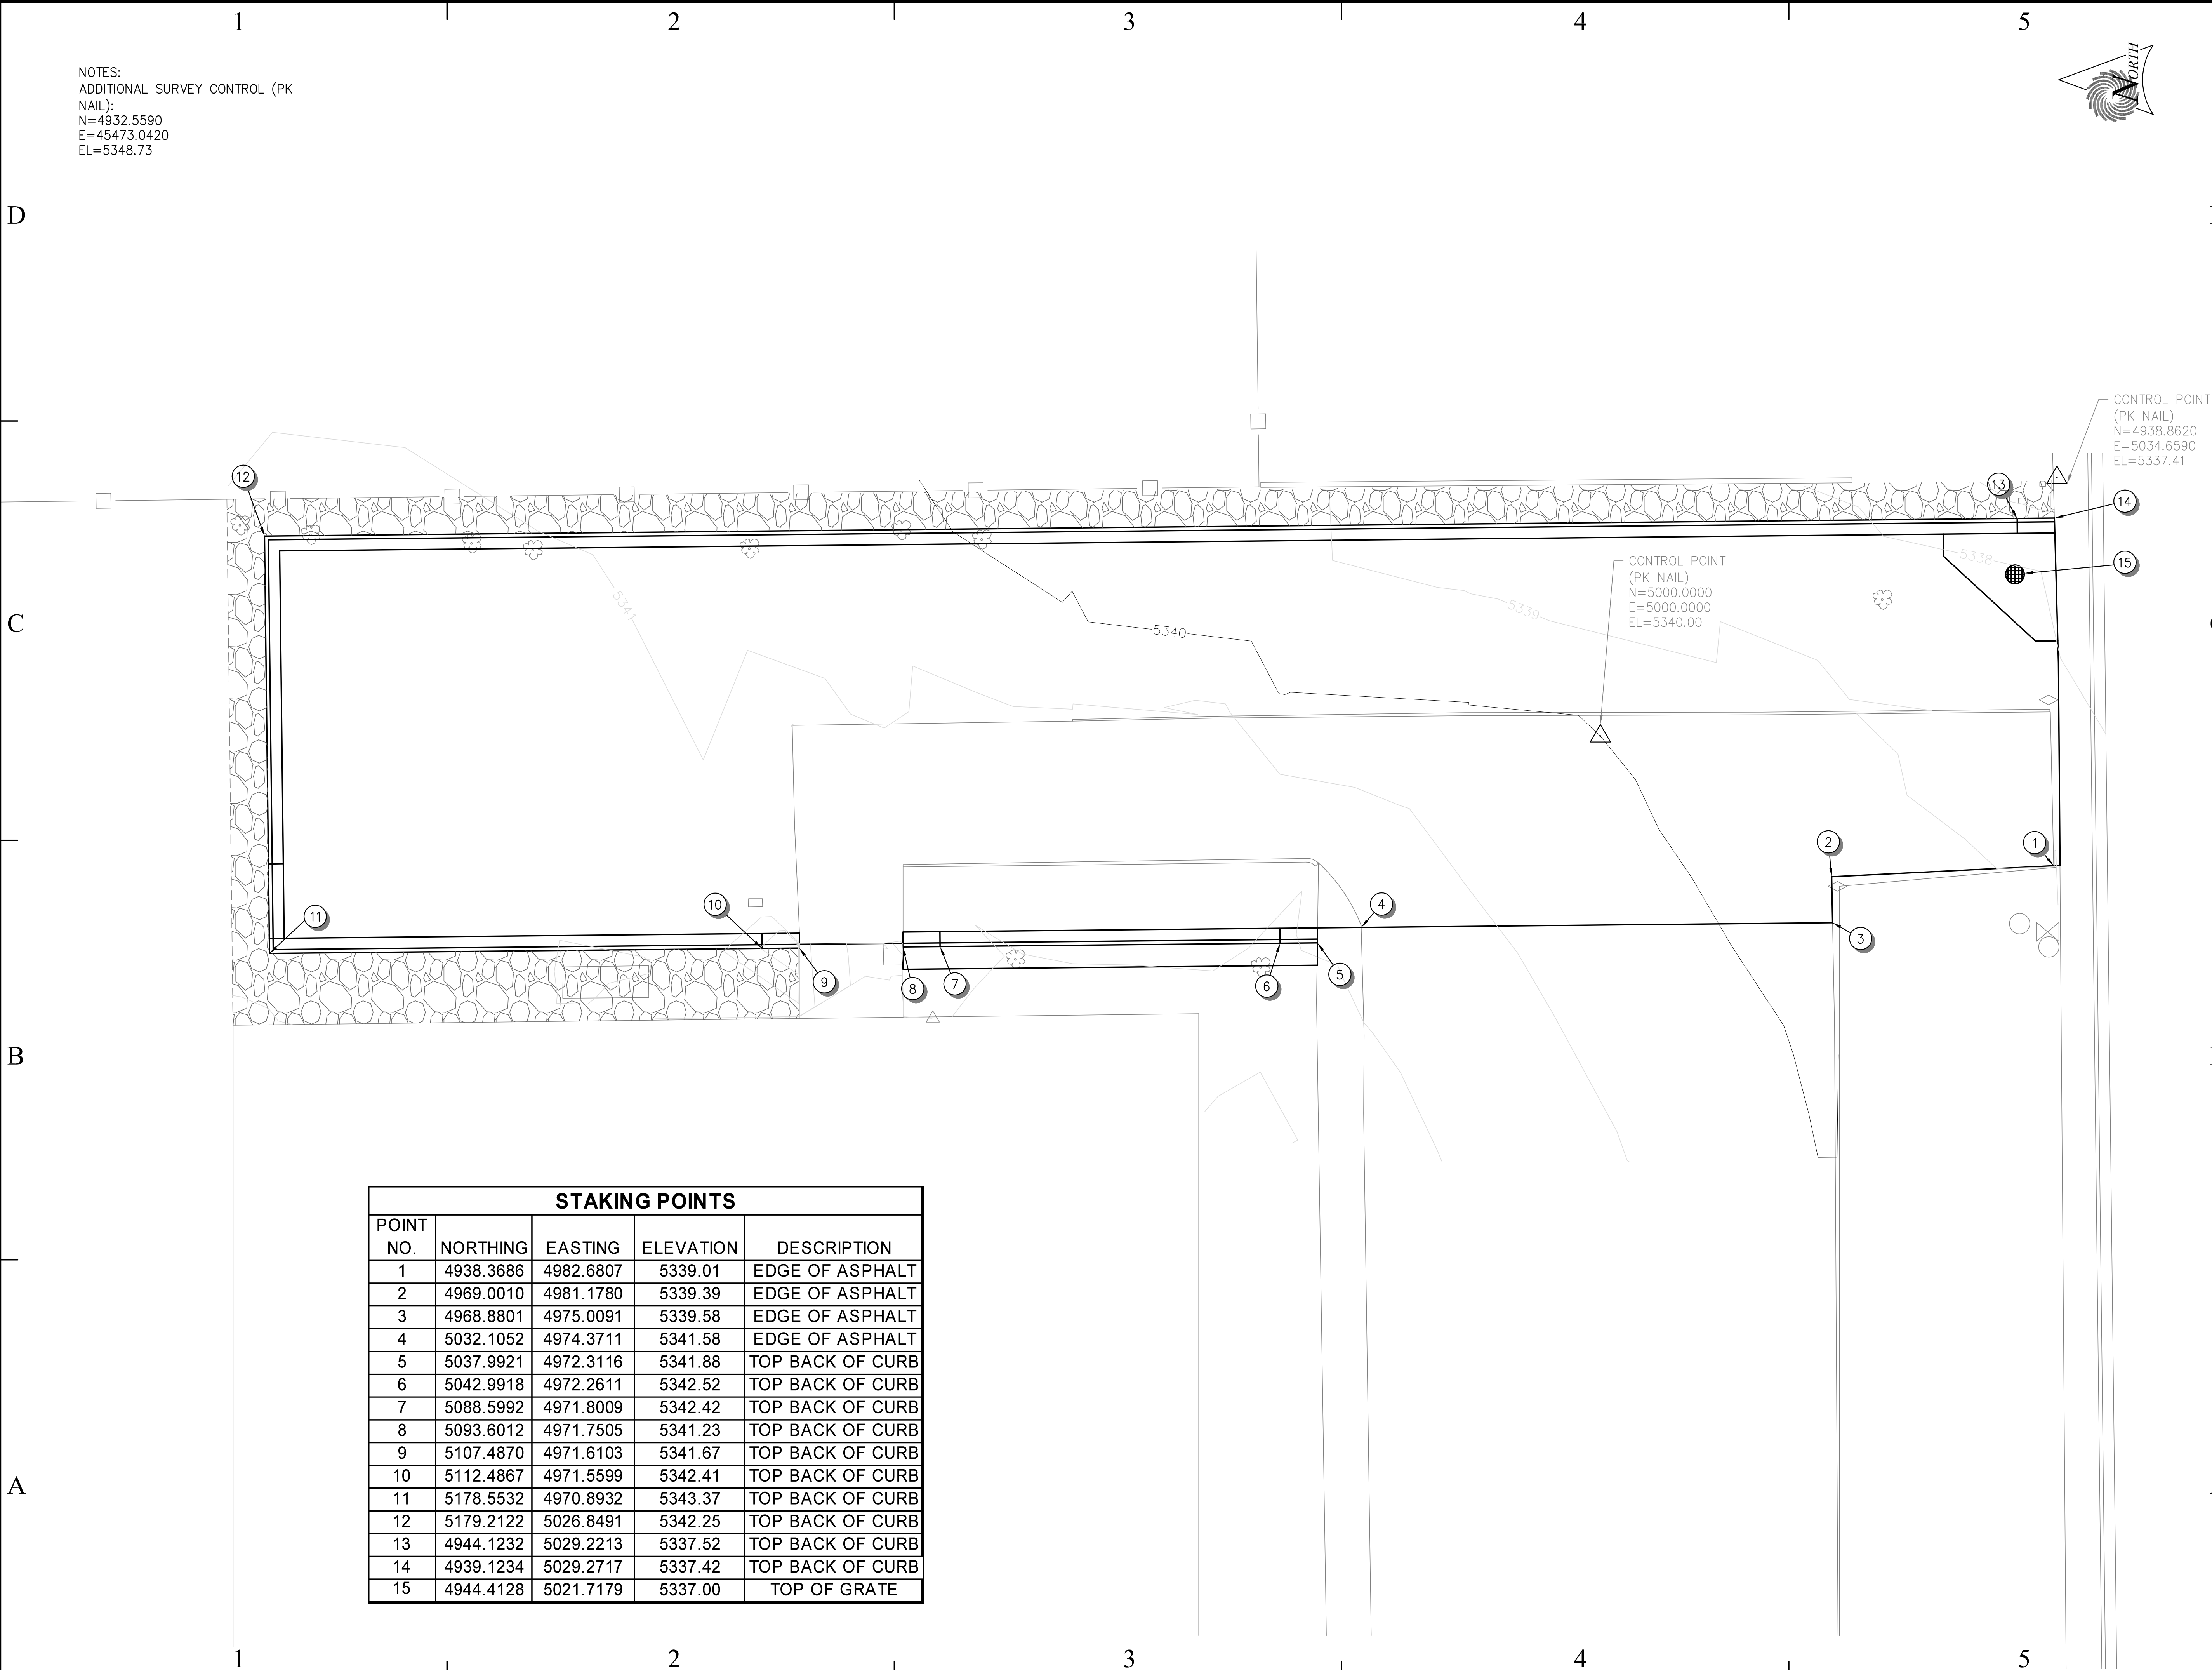 1 2 3 4 5
NOTES:
ADDITIONAL SURVEY CONTROL (PK
NAIL):
N=4932.5590
E=45473.0420
EL=5348.73
NORTH
D
CONTROL POINT
(PK NAIL)
N=4938.8620
E=5034.6590
EL=5337.41
12
13
14
15
CONTROL POINT
(PK NAIL)
N=5000.0000
E=5000.0000
EL=5340.00
5338
5339
5341
5340
C
2
1
10
11
4
3
9
8
7
6
5
B
STAKING POINTS
POINT
NO. NORTHING EASTING ELEVATION DESCRIPTION
1 4938.3686 4982.6807 5339.01 EDGE OF ASPHALT
2 4969.0010 4981.1780 5339.39 EDGE OF ASPHALT
3 4968.8801 4975.0091 5339.58 EDGE OF ASPHALT
4 5032.1052 4974.3711 5341.58 EDGE OF ASPHALT
5 5037.9921 4972.3116 5341.88 TOP BACK OF CURB
6 5042.9918 4972.2611 5342.52 TOP BACK OF CURB
7 5088.5992 4971.8009 5342.42 TOP BACK OF CURB
8 5093.6012 4971.7505 5341.23 TOP BACK OF CURB
9 5107.4870 4971.6103 5341.67 TOP BACK OF CURB
10 5112.4867 4971.5599 5342.41 TOP BACK OF CURB
11 5178.5532 4970.8932 5343.37 TOP BACK OF CURB
12 5179.2122 5026.8491 5342.25 TOP BACK OF CURB
13 4944.1232 5029.2213 5337.52 TOP BACK OF CURB
14 4939.1234 5029.2717 5337.42 TOP BACK OF CURB
15 4944.4128 5021.7179 5337.00 TOP OF GRATE
A
1 2 3 4 5